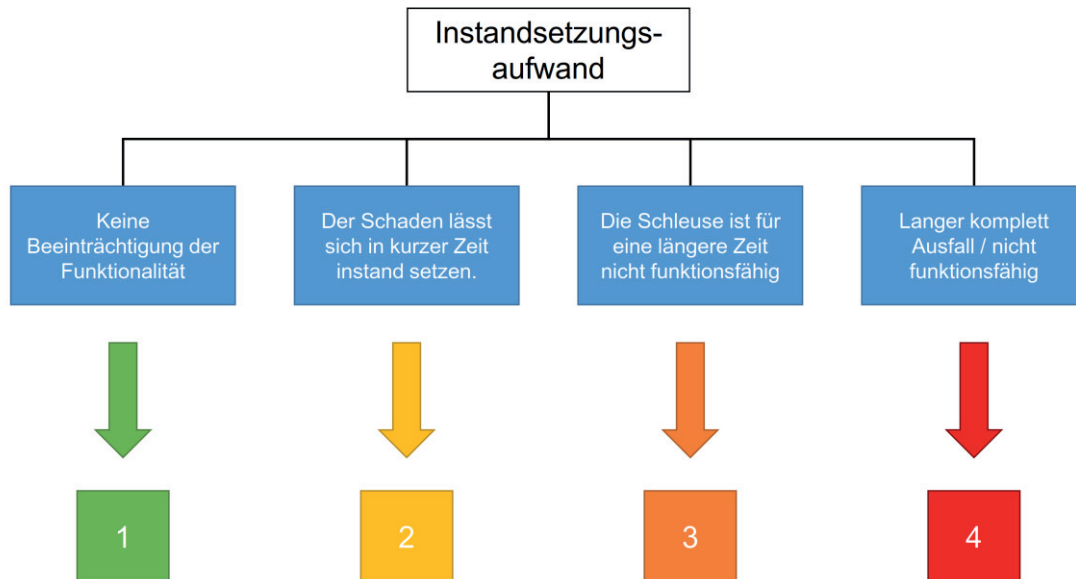 Instandsetzungs-
aufwand
Keine
Beeinträchtigung der
Funktionalität
Der Schaden lässt
sich in kurzer Zeit
instand setzen.
Die Schleuse ist für
eine längere Zeit
nicht funktionsfähig
Langer komplett
Ausfall / nicht
funktionsfähig
1
2
3
4